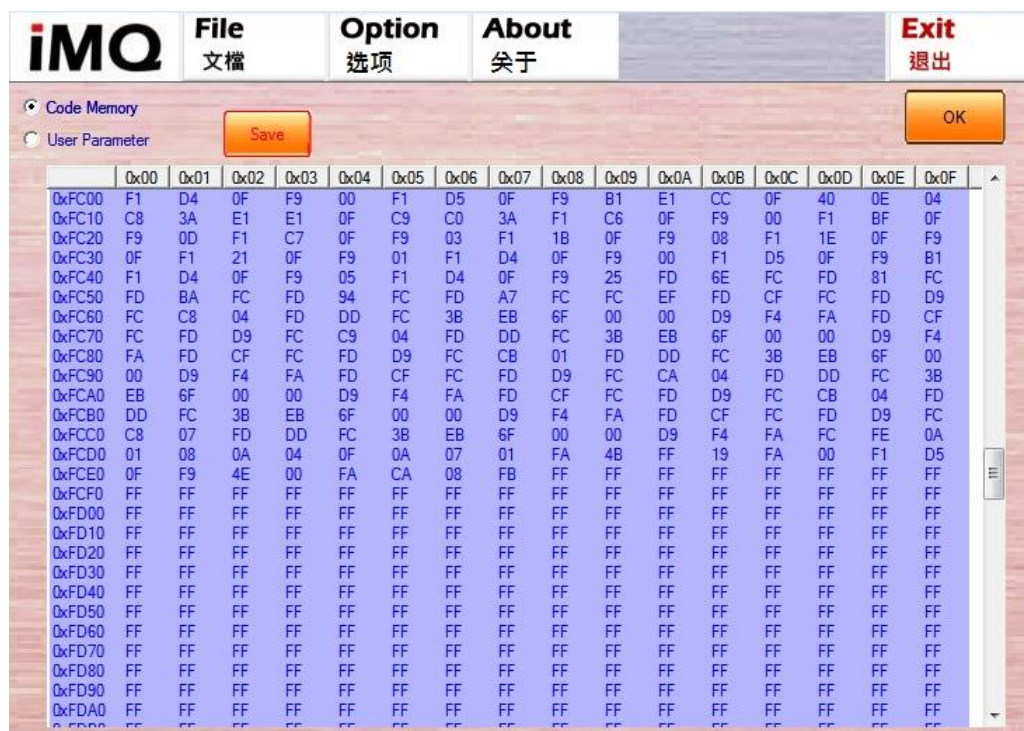 iMQ File Option About Exit
文檔 选项 关于 退出
Code Memory
OK
User Parameter Save
0x00 0x01 0x02 0x03 0x04 0x05 0x06 0x07 0x08 0x09 0x0A 0x0B 0x0C 0x0D 0x0E 0x0F
0xFC00 F1 D4 0F F9 00 F1 D5 0F F9 B1 E1 CC 0F 40 0E 04
0xFC10 C8 3A E1 E1 0F C9 C0 3A F1 C6 0F F9 00 F1 BF 0F
0xFC20 F9 0D F1 C7 0F F9 03 F1 1B 0F F9 08 F1 1E 0F F9
0xFC30 0F F1 21 0F F9 01 F1 D4 0F F9 00 F1 D5 0F F9 B1
0xFC40 F1 D4 0F F9 05 F1 D4 0F F9 25 FD 6E FC FD 81 FC
0xFC50 FD BA FC FD 94 FC FD A7 FC FC EF FD CF FC FD D9
0xFC60 FC C8 04 FD DD FC 3B EB 6F 00 00 D9 F4 FA FD CF
0xFC70 FC FD D9 FC C9 04 FD DD FC 3B EB 6F 00 00 D9 F4
0xFC80 FA FD CF FC FD D9 FC CB 01 FD DD FC 3B EB 6F 00
0xFC90 00 D9 F4 FA FD CF FC FD D9 FC CA 04 FD DD FC 3B
0xFCA0 EB 6F 00 00 D9 F4 FA FD CF FC FD D9 FC CB 04 FD
0xFCB0 DD FC 3B EB 6F 00 00 D9 F4 FA FD CF FC FD D9 FC
0xFCC0 C8 07 FD DD FC 3B EB 6F 00 00 D9 F4 FA FC FE 0A
0xFCD0 01 08 0A 04 0F 0A 07 01 FA 4B FF 19 FA 00 F1 D5
0xFCE0 0F F9 4E 00 FA CA 08 FB FF FF FF FF FF FF FF FF
0xFCF0 FF FF FF FF FF FF FF FF FF FF FF FF FF FF FF FF
0xFD00 FF FF FF FF FF FF FF FF FF FF FF FF FF FF FF FF
0xFD10 FF FF FF FF FF FF FF FF FF FF FF FF FF FF FF FF
0xFD20 FF FF FF FF FF FF FF FF FF FF FF FF FF FF FF FF
0xFD30 FF FF FF FF FF FF FF FF FF FF FF FF FF FF FF FF
0xFD40 FF FF FF FF FF FF FF FF FF FF FF FF FF FF FF FF
0xFD50 FF FF FF FF FF FF FF FF FF FF FF FF FF FF FF FF
0xFD60 FF FF FF FF FF FF FF FF FF FF FF FF FF FF FF FF
0xFD70 FF FF FF FF FF FF FF FF FF FF FF FF FF FF FF FF
0xFD80 FF FF FF FF FF FF FF FF FF FF FF FF FF FF FF FF
0xFD90 FF FF FF FF FF FF FF FF FF FF FF FF FF FF FF FF
0xFDA0 FF FF FF FF FF FF FF FF FF FF FF FF FF FF FF FF